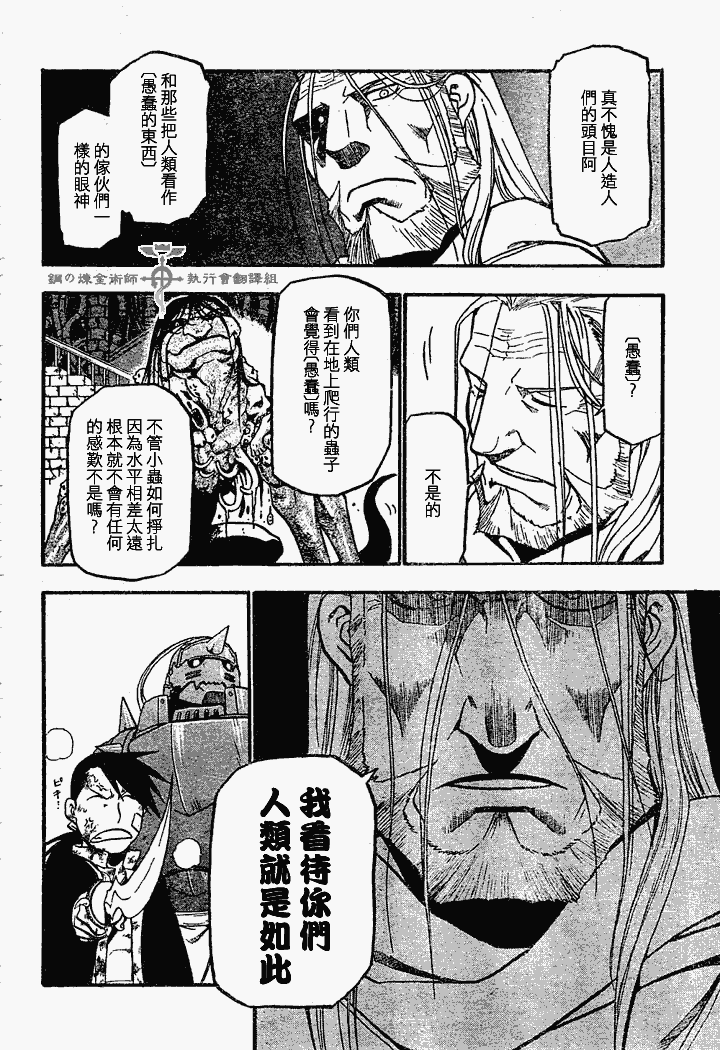 真不愧是人造人
們的頭目阿
和那些把人類看作
〔愚蠢的東西〕
的傢伙們一
樣的眼神
鋼の煉金術師 執行會翻譯組
〔愚蠢〕?
不是的
你們人類
看到在地上爬行的蟲子
會覺得〔愚蠢〕嗎?
不管小蟲如何掙扎
因為水平相差太遠
根本就不會有任何
的感歎不是嗎?
我看待你們
人類就是如此
ピキ…